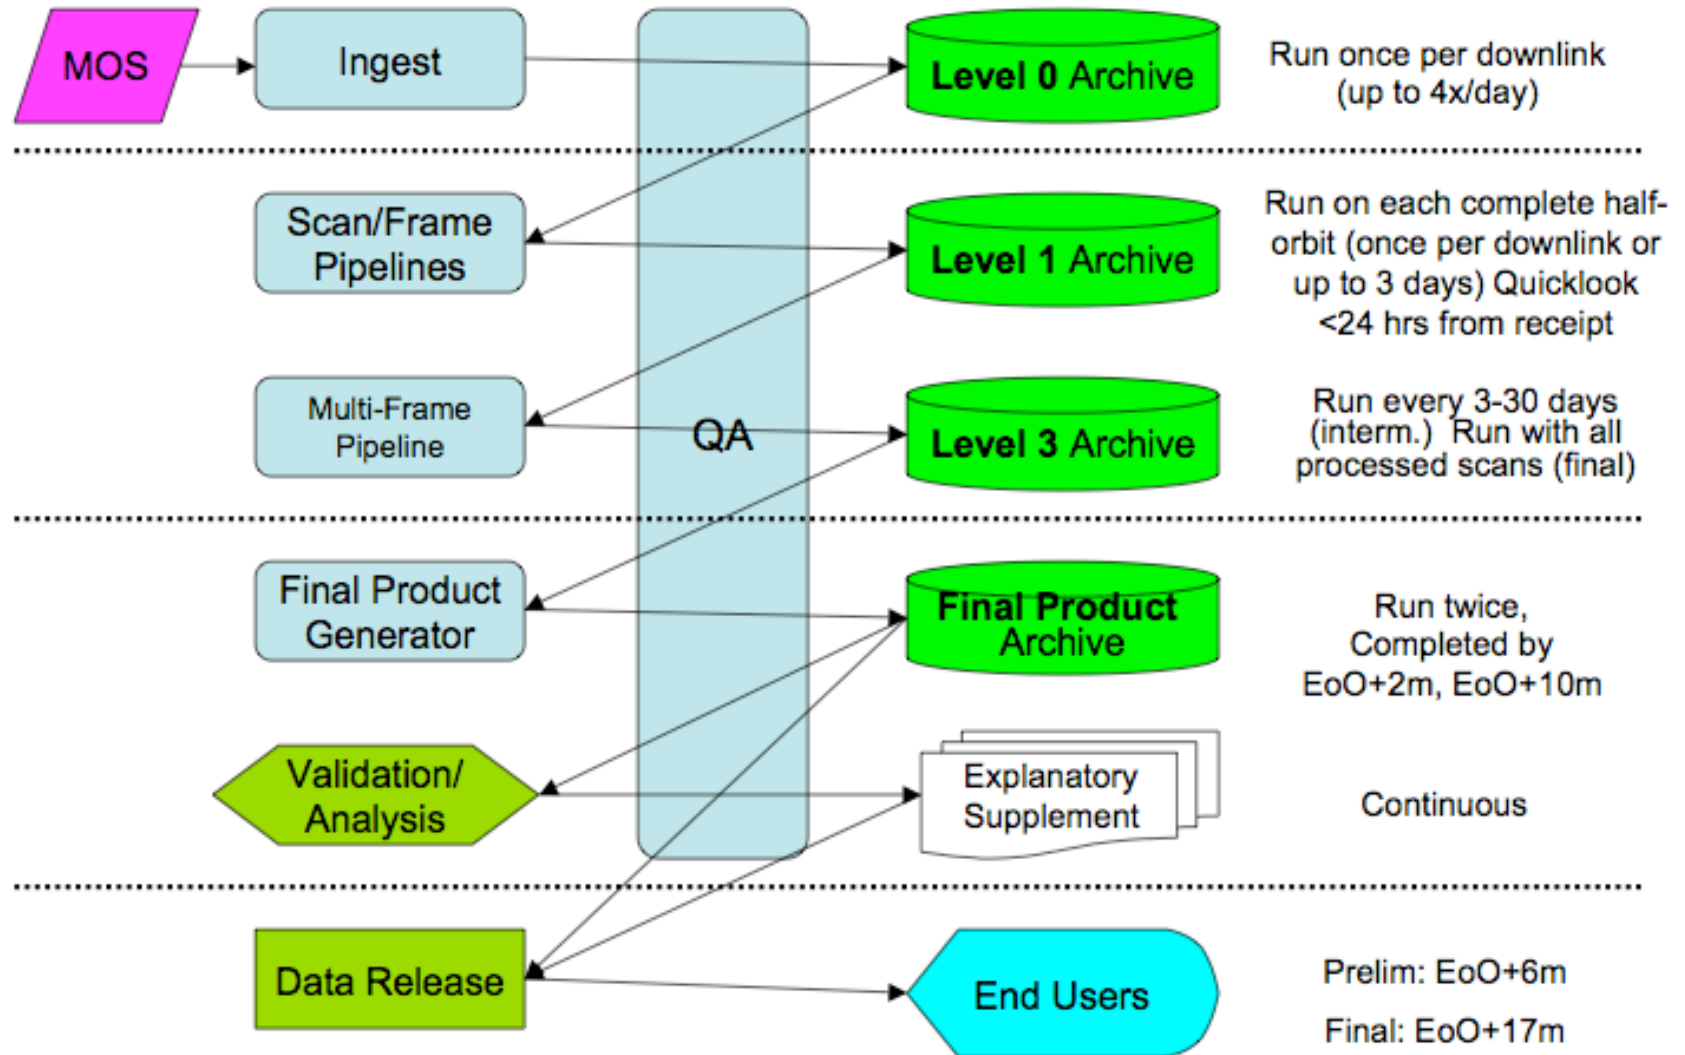 MOS
Ingest
Level 0 Archive
Run once per downlink
(up to 4x/day)
Scan/Frame
Pipelines
Level 1 Archive
Run on each complete half-
orbit (once per downlink or
up to 3 days) Quicklook
<24 hrs from receipt
Multi-Frame
Pipeline
QA
Level 3 Archive
Run every 3-30 days
(interm.) Run with all
processed scans (final)
Final Product
Generator
Final Product
Archive
Run twice,
Completed by
EoO+2m, EoO+10m
Validation/
Analysis
Explanatory
Supplement
Continuous
Data Release
End Users
Prelim: EoO+6m
Final: EoO+17m